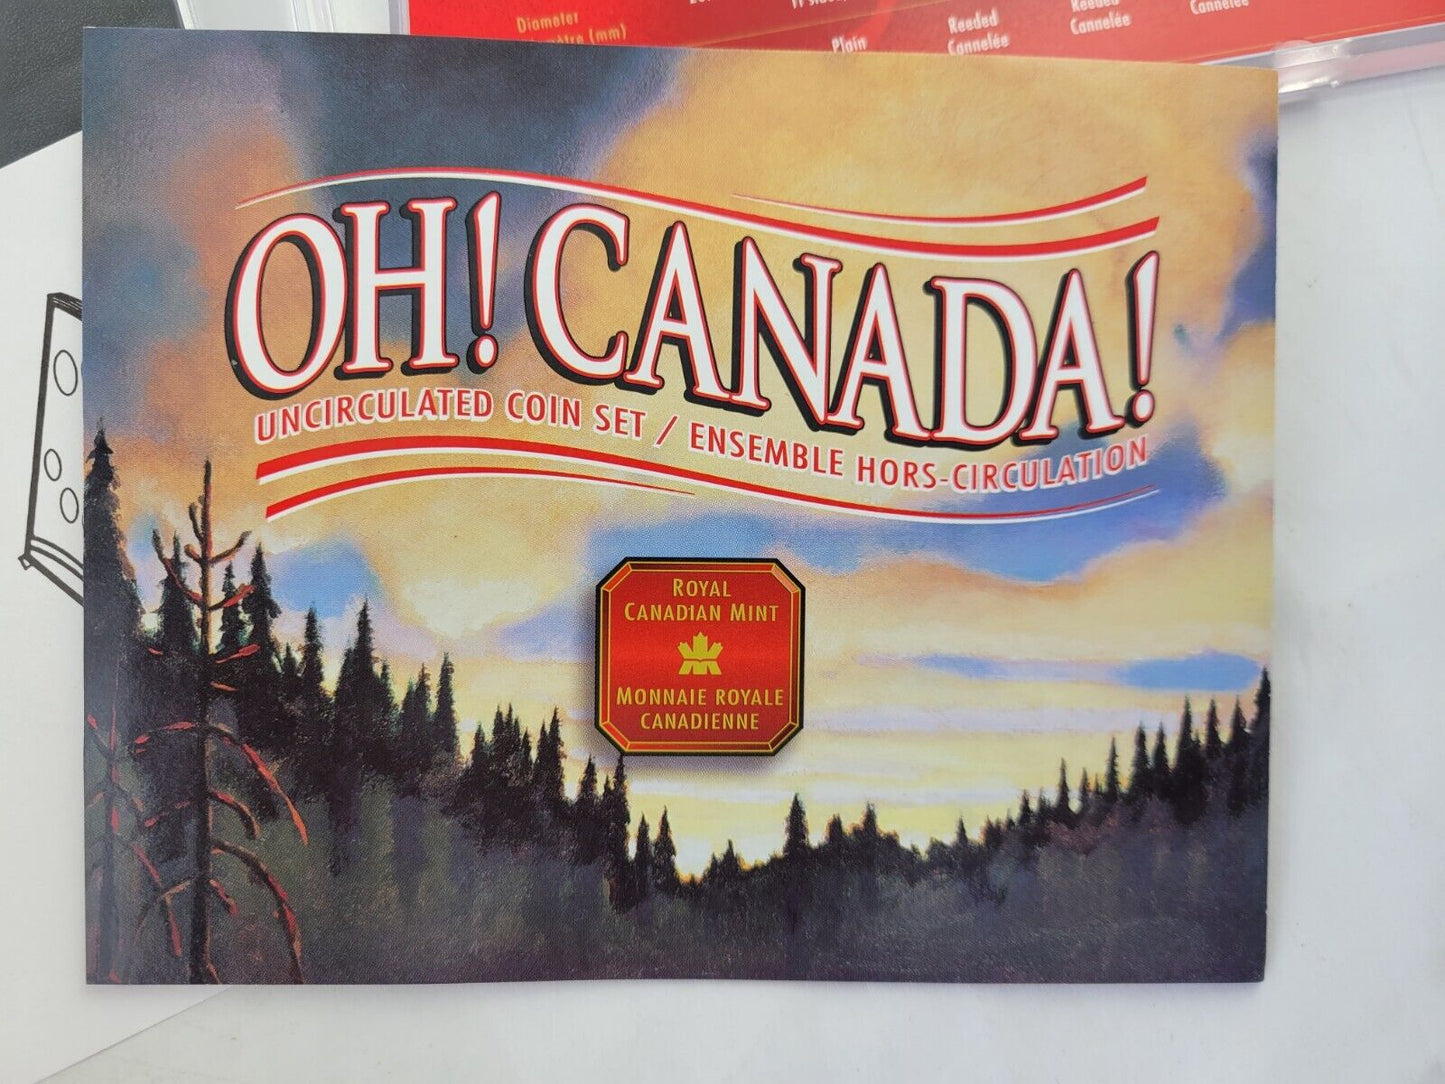 Diameter
(mm)
Plain
Reeded
Cannelée
Reeded
Cannelée
Cannelée
OH! CANADA!
UNCIRCULATED COIN SET / ENSEMBLE HORS-CIRCULATION
ROYAL
CANADIAN MINT
MONNAIE ROYALE
CANADIENNE